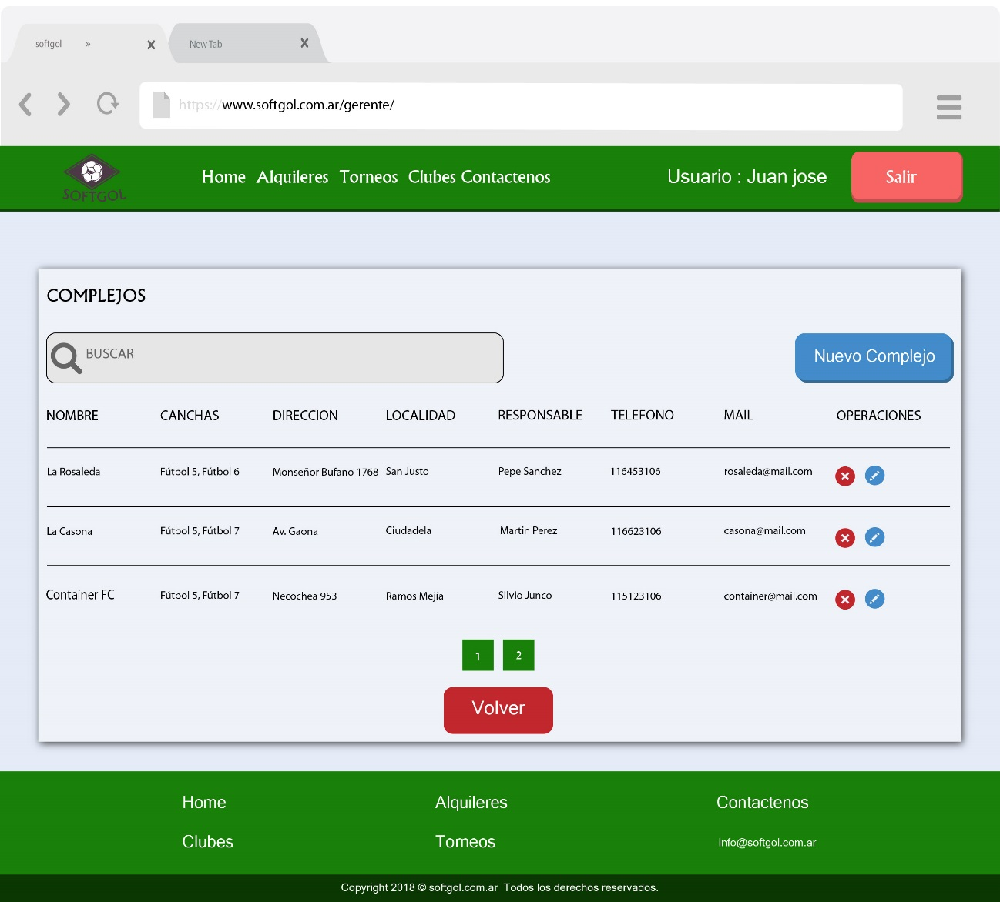 softgol » x New Tab x
https://www.softgol.com.ar/gerente/
SOFTGOL Home Alquileres Torneos Clubes Contactenos Usuario : Juan jose Salir
COMPLEJOS
BUSCAR Nuevo Complejo
NOMBRE CANCHAS DIRECCION LOCALIDAD RESPONSABLE TELEFONO MAIL OPERACIONES
La Rosaleda Fútbol 5, Fútbol 6 Monseñor Bufano 1768 San Justo Pepe Sanchez 116453106 rosaleda@mail.com
La Casona Fútbol 5, Fútbol 7 Av. Gaona Ciudadela Martin Perez 116623106 casona@mail.com
Container FC Fútbol 5, Fútbol 7 Necochea 953 Ramos Mejía Silvio Junco 115123106 container@mail.com
1 2
Volver
Home Alquileres Contactenos
Clubes Torneos info@softgol.com.ar
Copyright 2018 © softgol.com.ar Todos los derechos reservados.